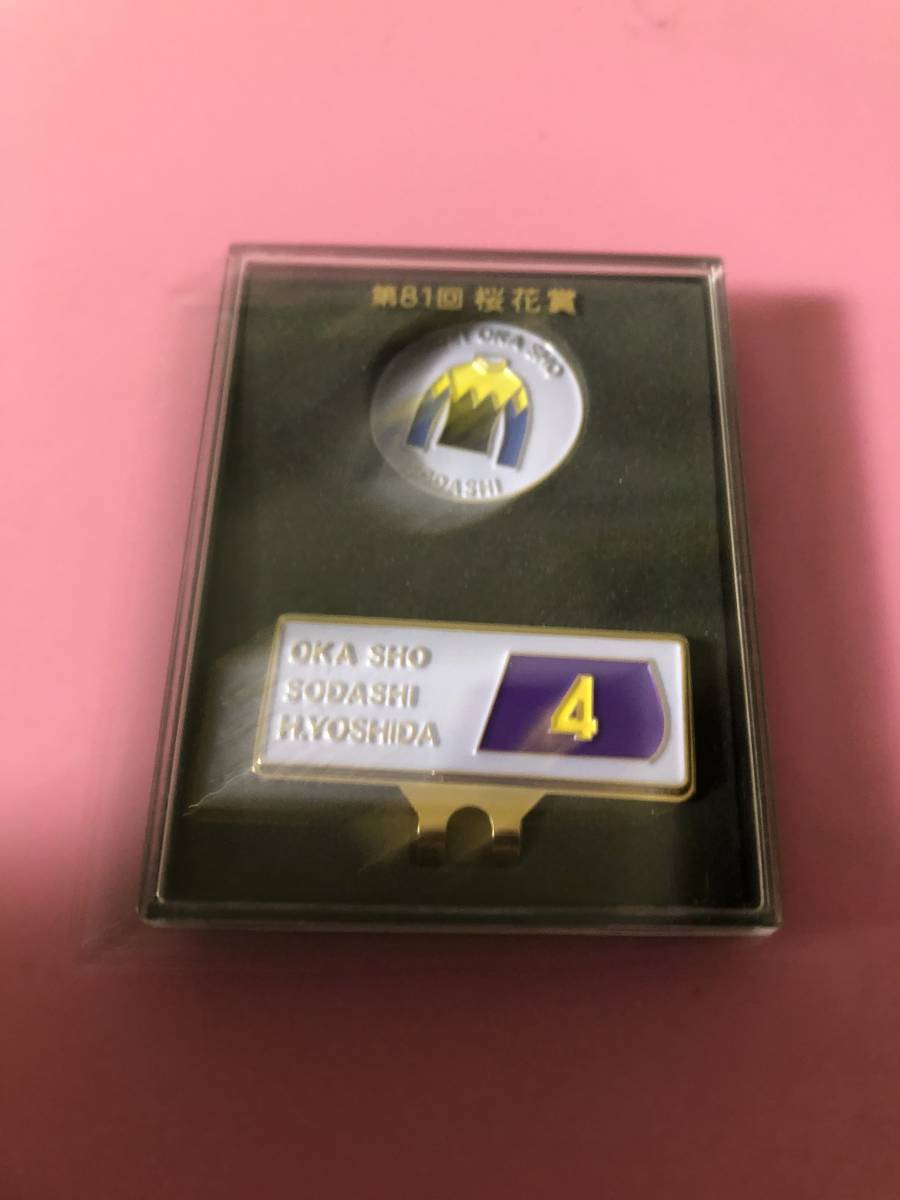 第81回 桜花賞
OKA SHO
OKA SHO
SODASHI
H.YOSHIDA
4